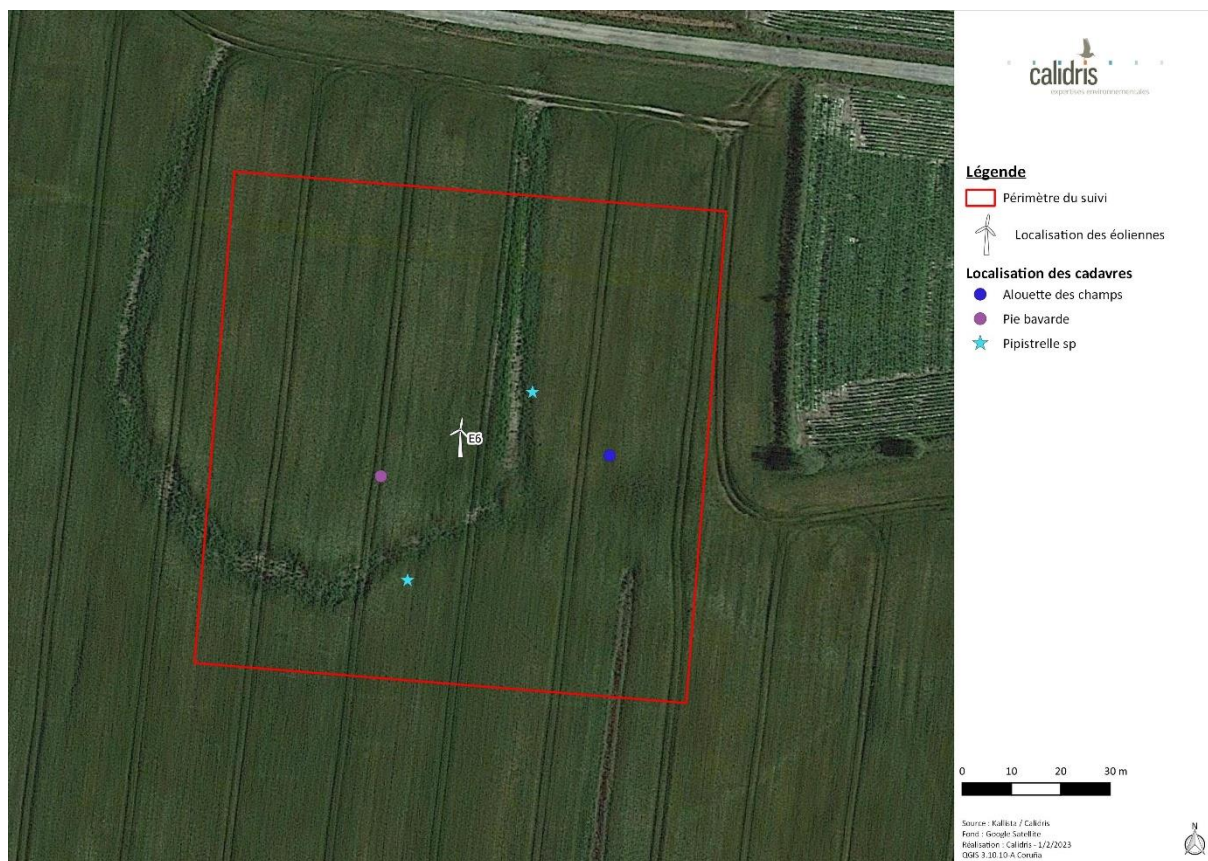 calidris
expertises environnementales
Légende
Périmètre du suivi
Localisation des éoliennes
Localisation des cadavres
Alouette des champs
Pie bavarde
Pipistrelle sp
E6
0 10 20 30 m
Source : Kallista / Calidris
Fond : Google Satellite
Réalisation : Calidris - 1/2/2023
QGIS 3.10.10-A Coruña
N